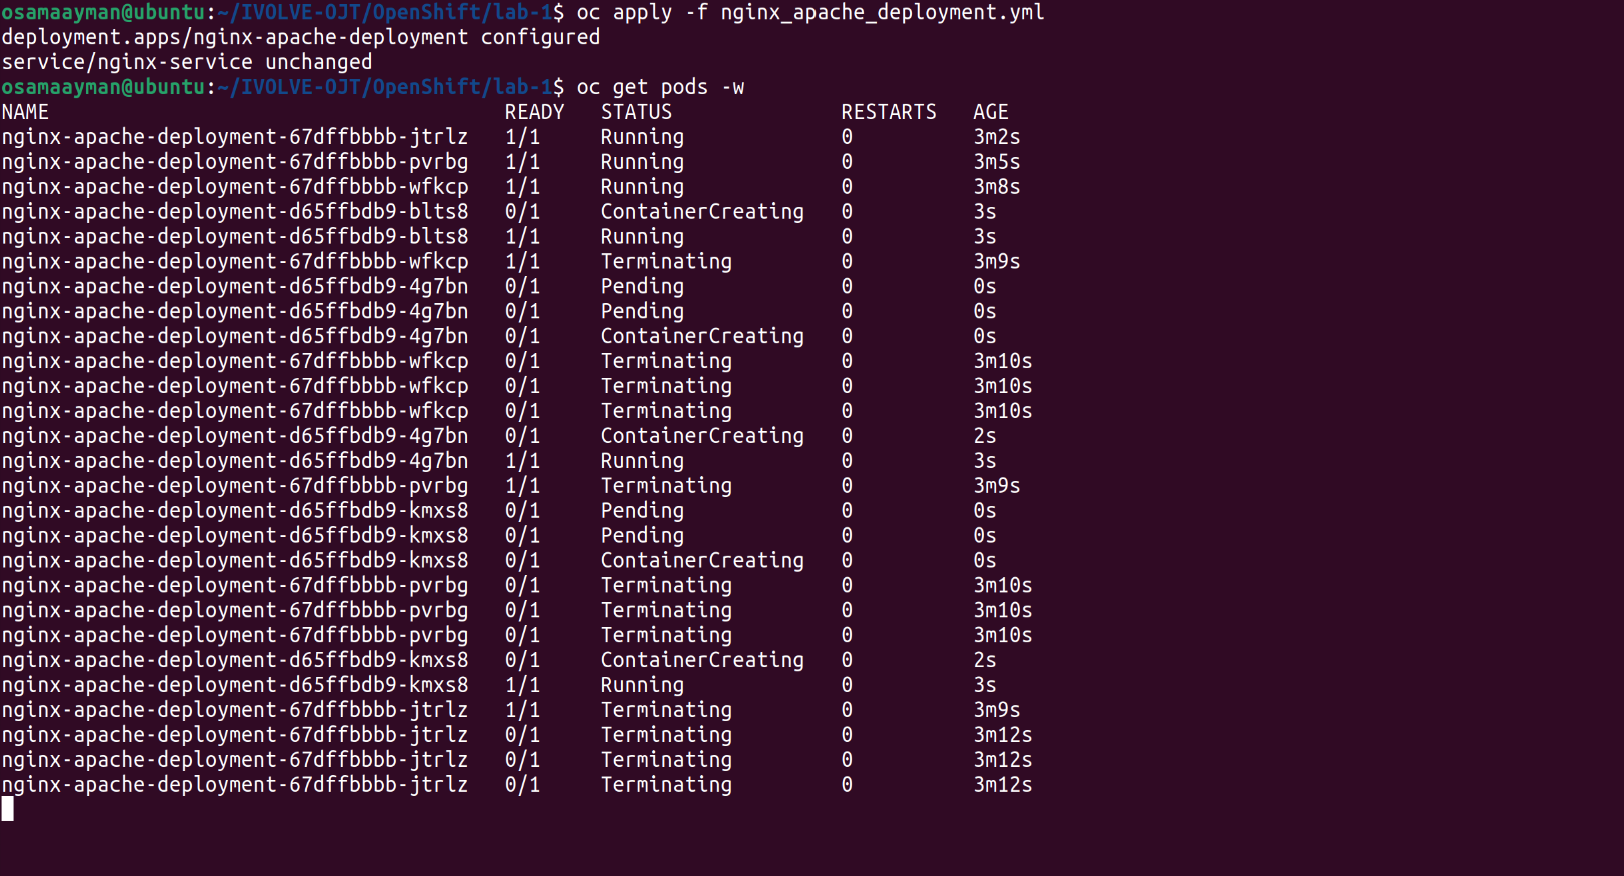 osamaayman@ubuntu:~/IVOLVE-OJT/OpenShift/lab-1$ oc apply -f nginx_apache_deployment.yml
deployment.apps/nginx-apache-deployment configured
service/nginx-service unchanged
osamaayman@ubuntu:~/IVOLVE-OJT/OpenShift/lab-1$ oc get pods -w
NAME                                      READY   STATUS              RESTARTS   AGE
nginx-apache-deployment-67dffbbbb-jtrlz   1/1     Running             0          3m2s
nginx-apache-deployment-67dffbbbb-pvrbg   1/1     Running             0          3m5s
nginx-apache-deployment-67dffbbbb-wfkcp   1/1     Running             0          3m8s
nginx-apache-deployment-d65ffbdb9-blts8   0/1     ContainerCreating   0          3s
nginx-apache-deployment-d65ffbdb9-blts8   1/1     Running             0          3s
nginx-apache-deployment-67dffbbbb-wfkcp   1/1     Terminating         0          3m9s
nginx-apache-deployment-d65ffbdb9-4g7bn   0/1     Pending             0          0s
nginx-apache-deployment-d65ffbdb9-4g7bn   0/1     Pending             0          0s
nginx-apache-deployment-d65ffbdb9-4g7bn   0/1     ContainerCreating   0          0s
nginx-apache-deployment-67dffbbbb-wfkcp   0/1     Terminating         0          3m10s
nginx-apache-deployment-67dffbbbb-wfkcp   0/1     Terminating         0          3m10s
nginx-apache-deployment-67dffbbbb-wfkcp   0/1     Terminating         0          3m10s
nginx-apache-deployment-d65ffbdb9-4g7bn   0/1     ContainerCreating   0          2s
nginx-apache-deployment-d65ffbdb9-4g7bn   1/1     Running             0          3s
nginx-apache-deployment-67dffbbbb-pvrbg   1/1     Terminating         0          3m9s
nginx-apache-deployment-d65ffbdb9-kmxs8   0/1     Pending             0          0s
nginx-apache-deployment-d65ffbdb9-kmxs8   0/1     Pending             0          0s
nginx-apache-deployment-d65ffbdb9-kmxs8   0/1     ContainerCreating   0          0s
nginx-apache-deployment-67dffbbbb-pvrbg   0/1     Terminating         0          3m10s
nginx-apache-deployment-67dffbbbb-pvrbg   0/1     Terminating         0          3m10s
nginx-apache-deployment-67dffbbbb-pvrbg   0/1     Terminating         0          3m10s
nginx-apache-deployment-d65ffbdb9-kmxs8   0/1     ContainerCreating   0          2s
nginx-apache-deployment-d65ffbdb9-kmxs8   1/1     Running             0          3s
nginx-apache-deployment-67dffbbbb-jtrlz   1/1     Terminating         0          3m9s
nginx-apache-deployment-67dffbbbb-jtrlz   0/1     Terminating         0          3m12s
nginx-apache-deployment-67dffbbbb-jtrlz   0/1     Terminating         0          3m12s
nginx-apache-deployment-67dffbbbb-jtrlz   0/1     Terminating         0          3m12s